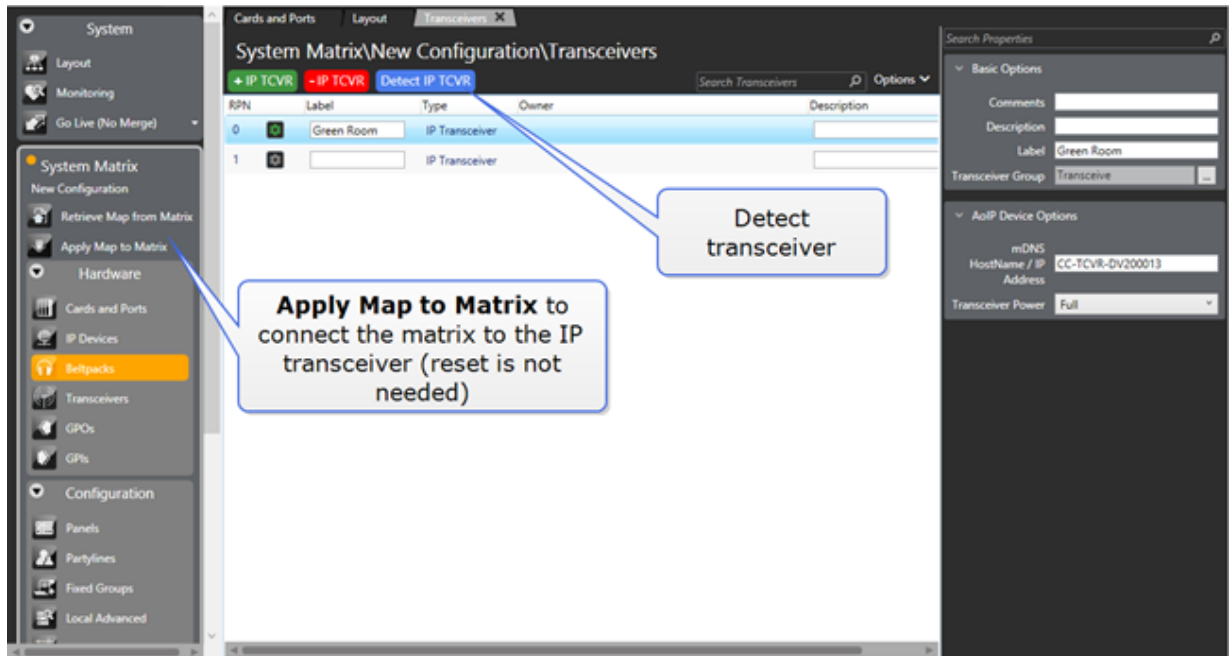 System
Layout
Monitoring
Go Live (No Merge)
System Matrix
New Configuration
Retrieve Map from Matrix
Apply Map to Matrix
Hardware
Cards and Ports
IP Devices
Beltpacks
Transceivers
GPOs
GPIs
Configuration
Panels
Partylines
Fixed Groups
Local Advanced
Cards and Ports Layout Transceivers X
System Matrix\New Configuration\Transceivers
+ IP TCVR - IP TCVR Detect IP TCVR Search Transceivers Options
RPN Label Type Owner Description
0 Green Room IP Transceiver
1 IP Transceiver
Detect
transceiver
Apply Map to Matrix to
connect the matrix to the IP
transceiver (reset is not
needed)
Search Properties
Basic Options
Comments
Description
Label Green Room
Transceiver Group Transceive ...
AoIP Device Options
mDNS
HostName / IP CC-TCVR-DV200013
Address
Transceiver Power Full